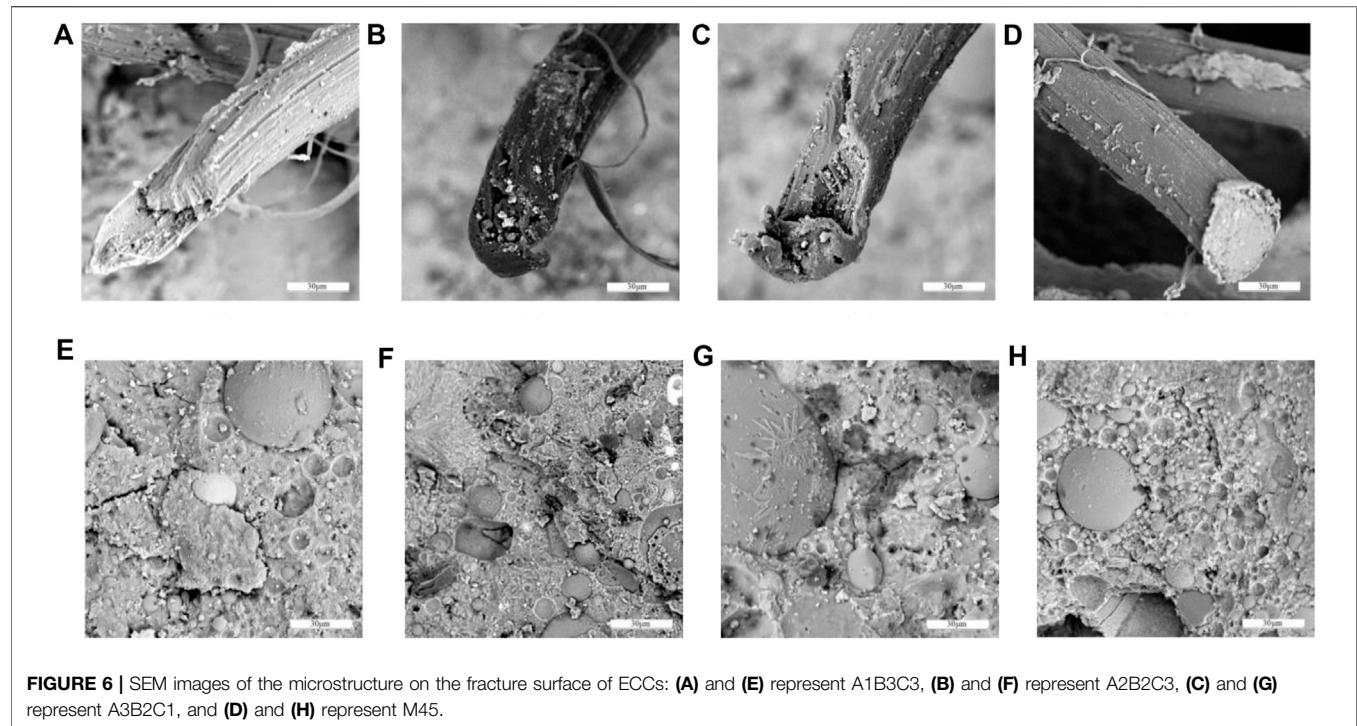 A
B
C
D
30μm
30μm
30μm
30μm
E
F
G
H
30μm
30μm
30μm
30μm
FIGURE 6 | SEM images of the microstructure on the fracture surface of ECCs: (A) and (E) represent A1B3C3, (B) and (F) represent A2B2C3, (C) and (G)
represent A3B2C1, and (D) and (H) represent M45.